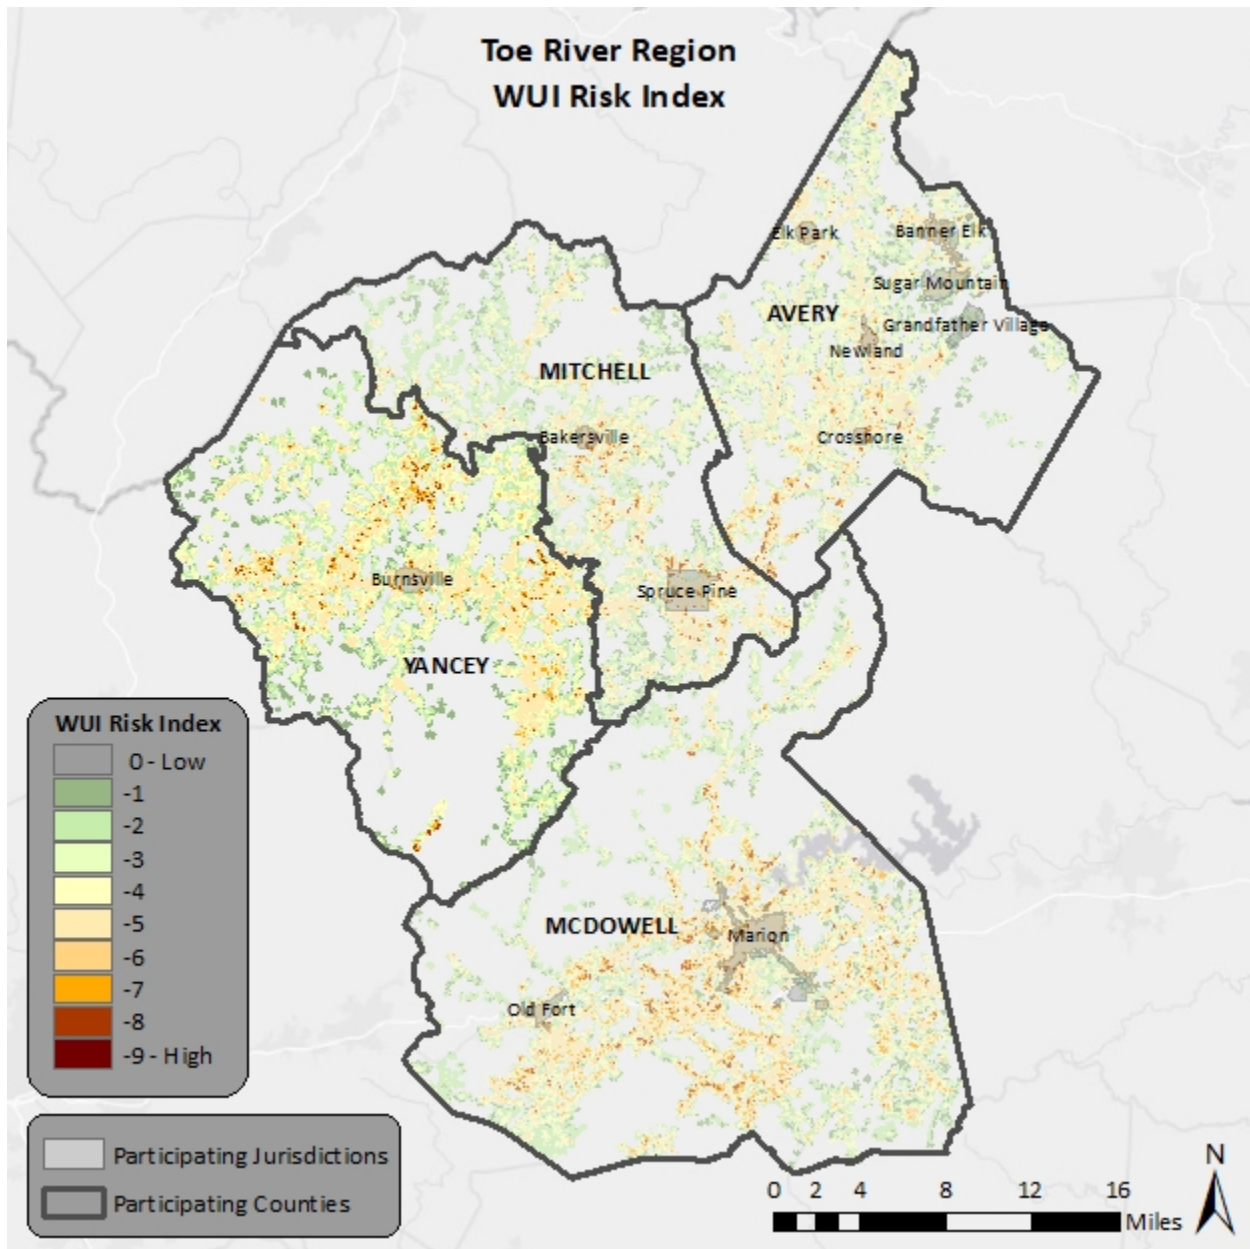 Toe River Region
WUI Risk Index
Elk Park
Banner Elk
Sugar Mountain
AVERY
Grandfather Village
Newland
MITCHELL
Bakersville
Crossnore
Burnsville
Spruce Pine
YANCEY
MCDOWELL
Marion
Old Fort
WUI Risk Index
0 - Low
-1
-2
-3
-4
-5
-6
-7
-8
-9 - High
Participating Jurisdictions
Participating Counties
N
0 2 4 8 12 16
Miles